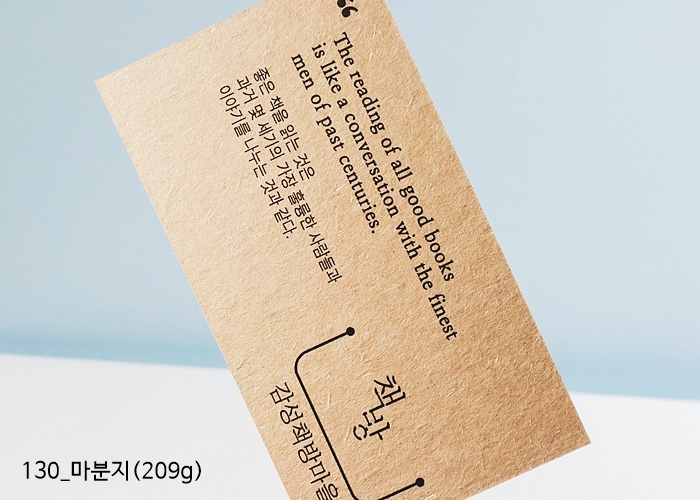 “
The reading of all good books
is like a conversation with the finest
men of past centuries.
좋은 책을 읽는 것은
과거 몇 세기의 가장 훌륭한 사람들과
이야기를 나누는 것과 같다.
책방
감성책방마을
130_마분지(209g)